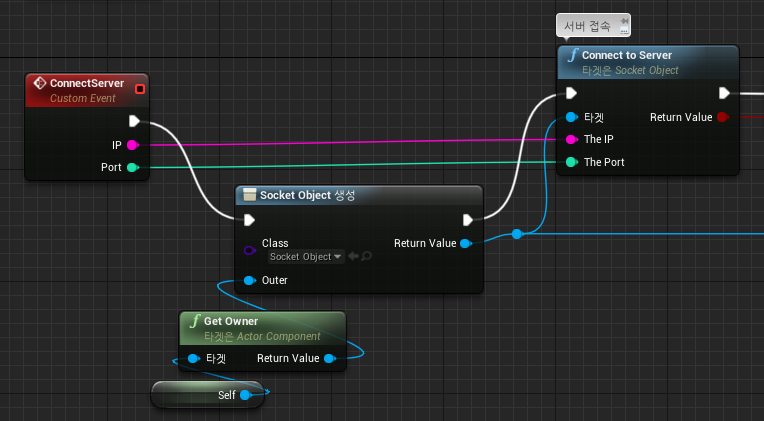 서버 접속
ConnectServer
Custom Event
IP
Port
Connect to Server
타겟은 Socket Object
타겟
Return Value
The IP
The Port
Socket Object 생성
Class
Socket Object
Return Value
Outer
Get Owner
타겟은 Actor Component
타겟
Return Value
Self